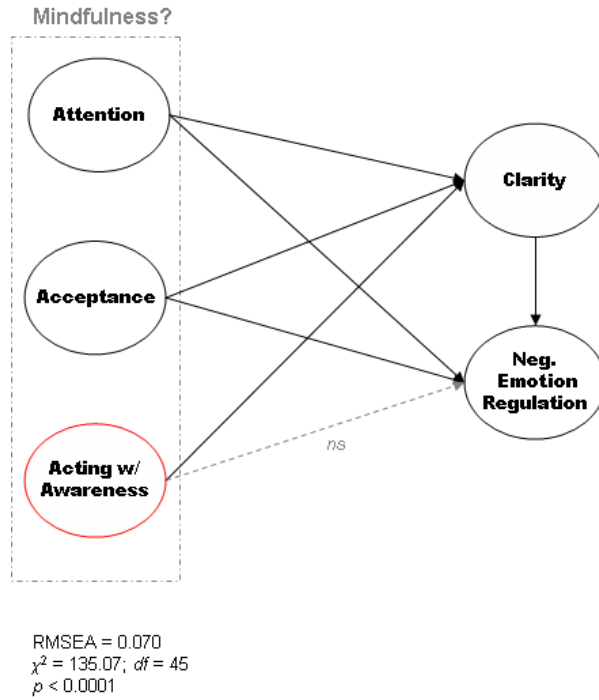 Mindfulness?
Attention
Clarity
Acceptance
Neg.
Emotion
Regulation
Acting w/
Awareness
ns
RMSEA = 0.070
χ² = 135.07; df = 45
p < 0.0001